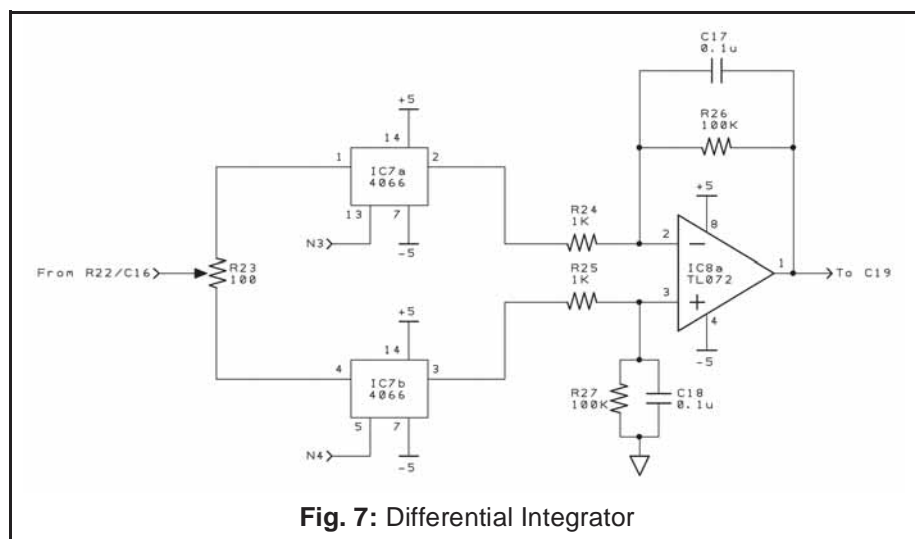 C17
0.1u
R26
100K
+5
14
1
2
IC7a
4066
13
7
N3
-5
R24
1K
+5
8
2
IC8a
TL072
1
To C19
From R22/C16
R23
100
R25
1K
3
4
-5
+5
14
4
3
IC7b
4066
5
7
N4
-5
R27
100K
C18
0.1u
Fig. 7: Differential Integrator